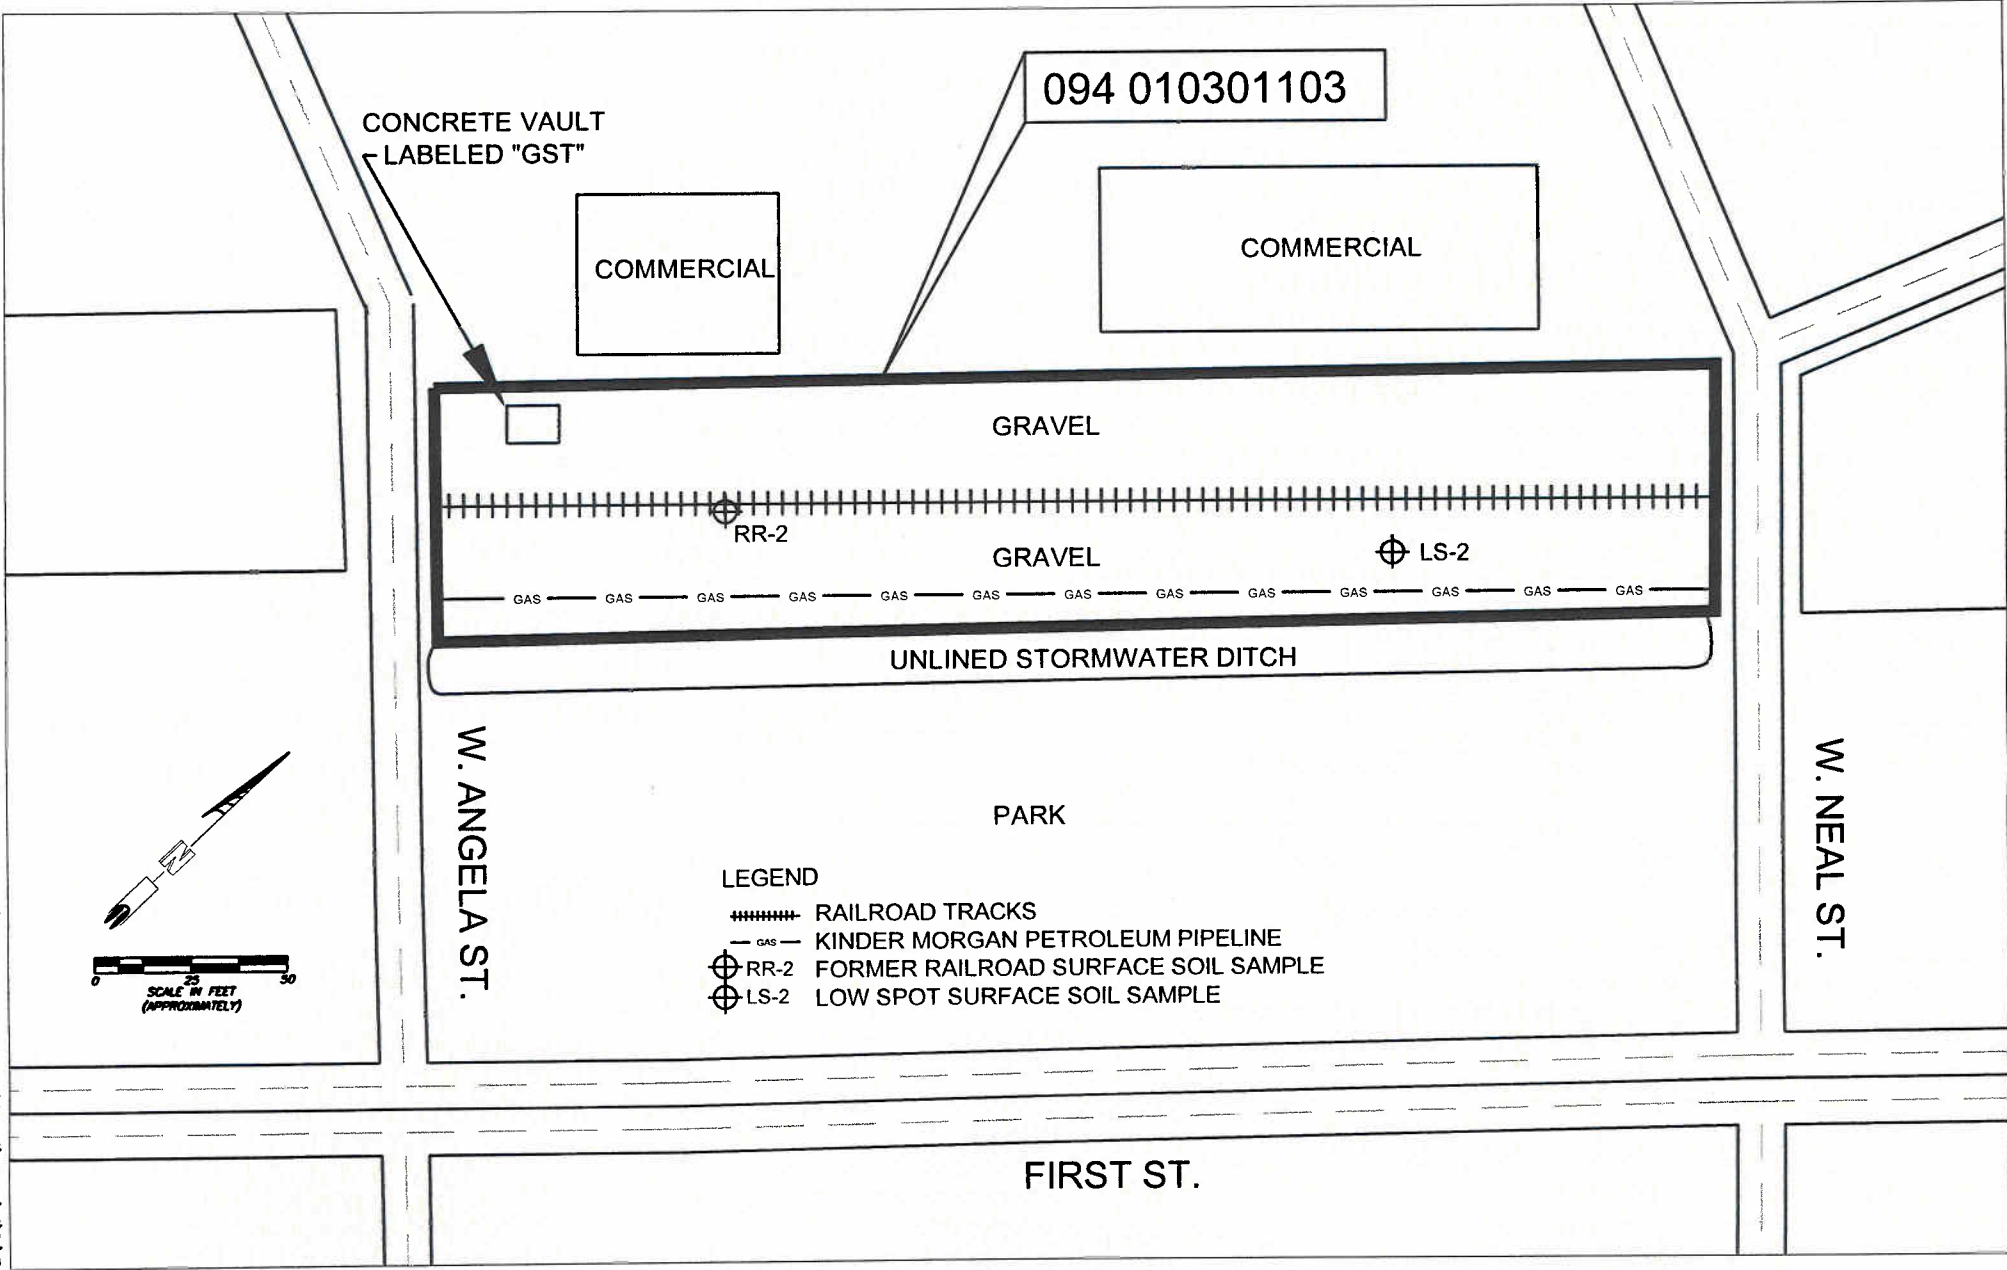 094 010301103
CONCRETE VAULT
LABELED "GST"
COMMERCIAL
COMMERCIAL
GRAVEL
RR-2
GRAVEL
LS-2
GAS GAS GAS GAS GAS GAS GAS GAS GAS GAS GAS GAS GAS
UNLINED STORMWATER DITCH
W. ANGELA ST.
W. NEAL ST.
PARK
N
0 25 50
SCALE IN FEET
(APPROXIMATELY)
LEGEND
RAILROAD TRACKS
GAS KINDER MORGAN PETROLEUM PIPELINE
RR-2 FORMER RAILROAD SURFACE SOIL SAMPLE
LS-2 LOW SPOT SURFACE SOIL SAMPLE
FIRST ST.